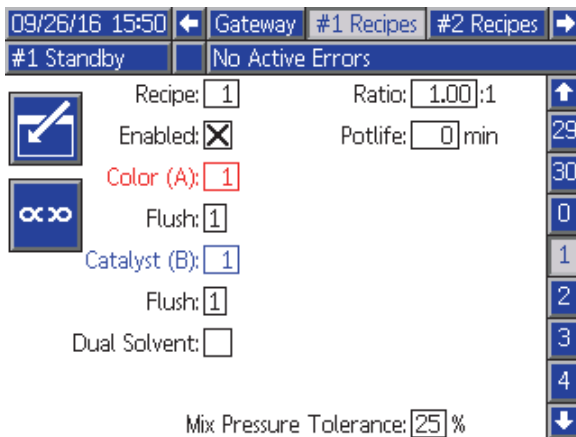 09/26/16 15:50 Gateway #1 Recipes #2 Recipes
#1 Standby No Active Errors
Recipe: 1 Ratio: 1.00 :1
Enabled: Potlife: 0 min
Color (A): 1
Flush: 1
Catalyst (B): 1
Flush: 1
Dual Solvent:
Mix Pressure Tolerance: 25 %
29
30
0
1
2
3
4